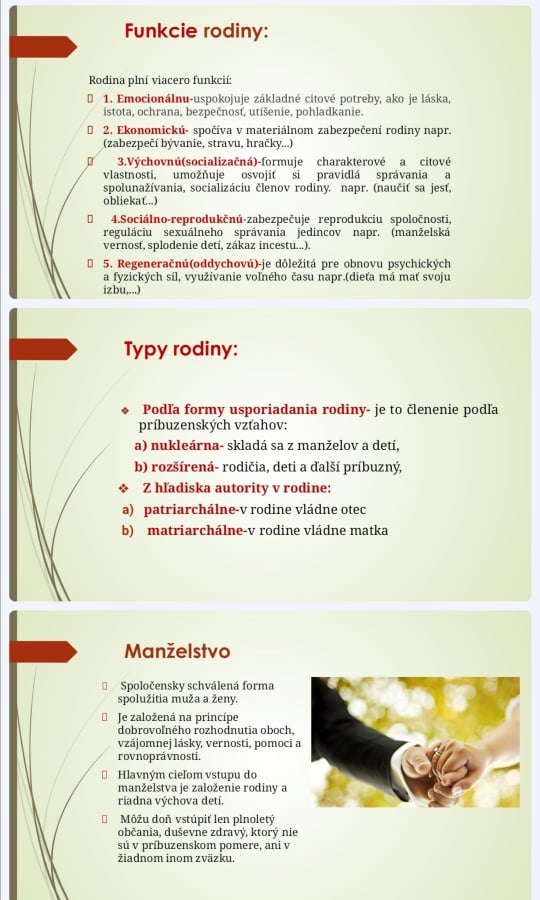 Funkcie rodiny:
Rodina plní viacero funkcií:
1. Emocionálnu-uspokojuje základné citové potreby, ako je láska,
istota, ochrana, bezpečnosť, utíšenie, pohladkanie.
2. Ekonomickú- spočíva v materiálnom zabezpečení rodiny napr.
(zabezpečí bývanie, stravu, hračky...)
3.Výchovnú(socializačná)-formuje charakterové a citové
vlastnosti, umožňuje osvojiť si pravidlá správania a
spolunažívania, socializáciu členov rodiny. napr. (naučiť sa jesť,
obliekať...)
4.Sociálno-reprodukčnú-zabezpečuje reprodukciu spoločnosti,
reguláciu sexuálneho správania jedincov napr. (manželská
vernosť, splodenie detí, zákaz incestu...).
5. Regeneračnú(oddychovú)-je dôležitá pre obnovu psychických
a fyzických síl, využívanie voľného času napr.(dieťa má mať svoju
izbu,...)
Typy rodiny:
❖ Podľa formy usporiadania rodiny- je to členenie podľa
príbuzenských vzťahov:
a) nukleárna- skladá sa z manželov a detí,
b) rozšírená- rodičia, deti a ďalší príbuzný,
❖ Z hľadiska autority v rodine:
a) patriarchálne-v rodine vládne otec
b) matriarchálne-v rodine vládne matka
Manželstvo
Spoločensky schválená forma
spolužitia muža a ženy.
Je založená na princípe
dobrovoľného rozhodnutia oboch,
vzájomnej lásky, vernosti, pomoci a
rovnoprávnosti.
Hlavným cieľom vstupu do
manželstva je založenie rodiny a
riadna výchova detí.
Môžu doň vstúpiť len plnoletý
občania, duševne zdravý, ktorý nie
sú v príbuzenskom pomere, ani v
žiadnom inom zväzku.